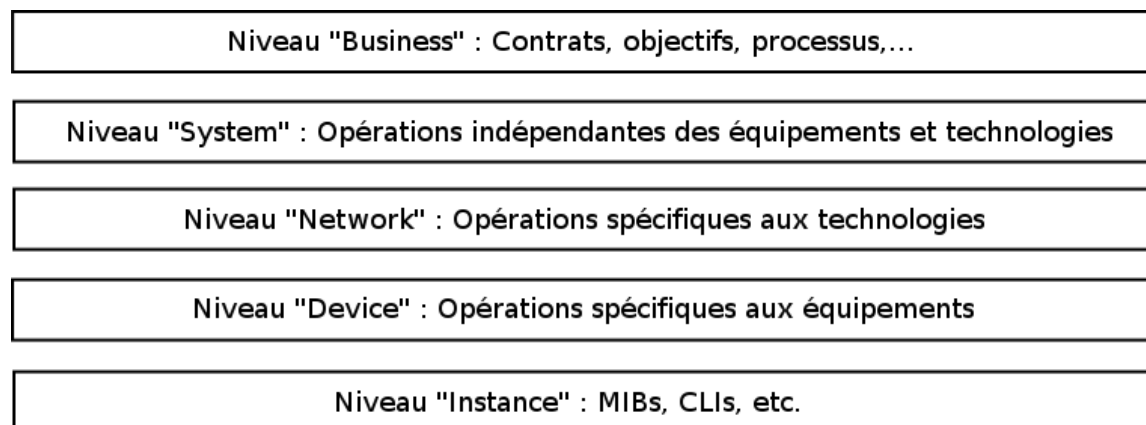 Niveau "Business" : Contrats, objectifs, processus,...
Niveau "System" : Opérations indépendantes des équipements et technologies
Niveau "Network" : Opérations spécifiques aux technologies
Niveau "Device" : Opérations spécifiques aux équipements
Niveau "Instance" : MIBs, CLIs, etc.